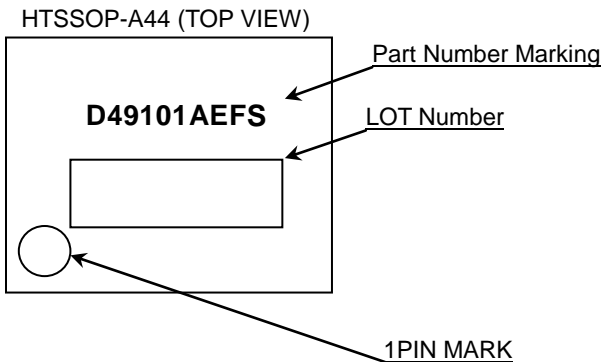 HTSSOP-A44 (TOP VIEW)
Part Number Marking
D49101AEFS
LOT Number
1PIN MARK